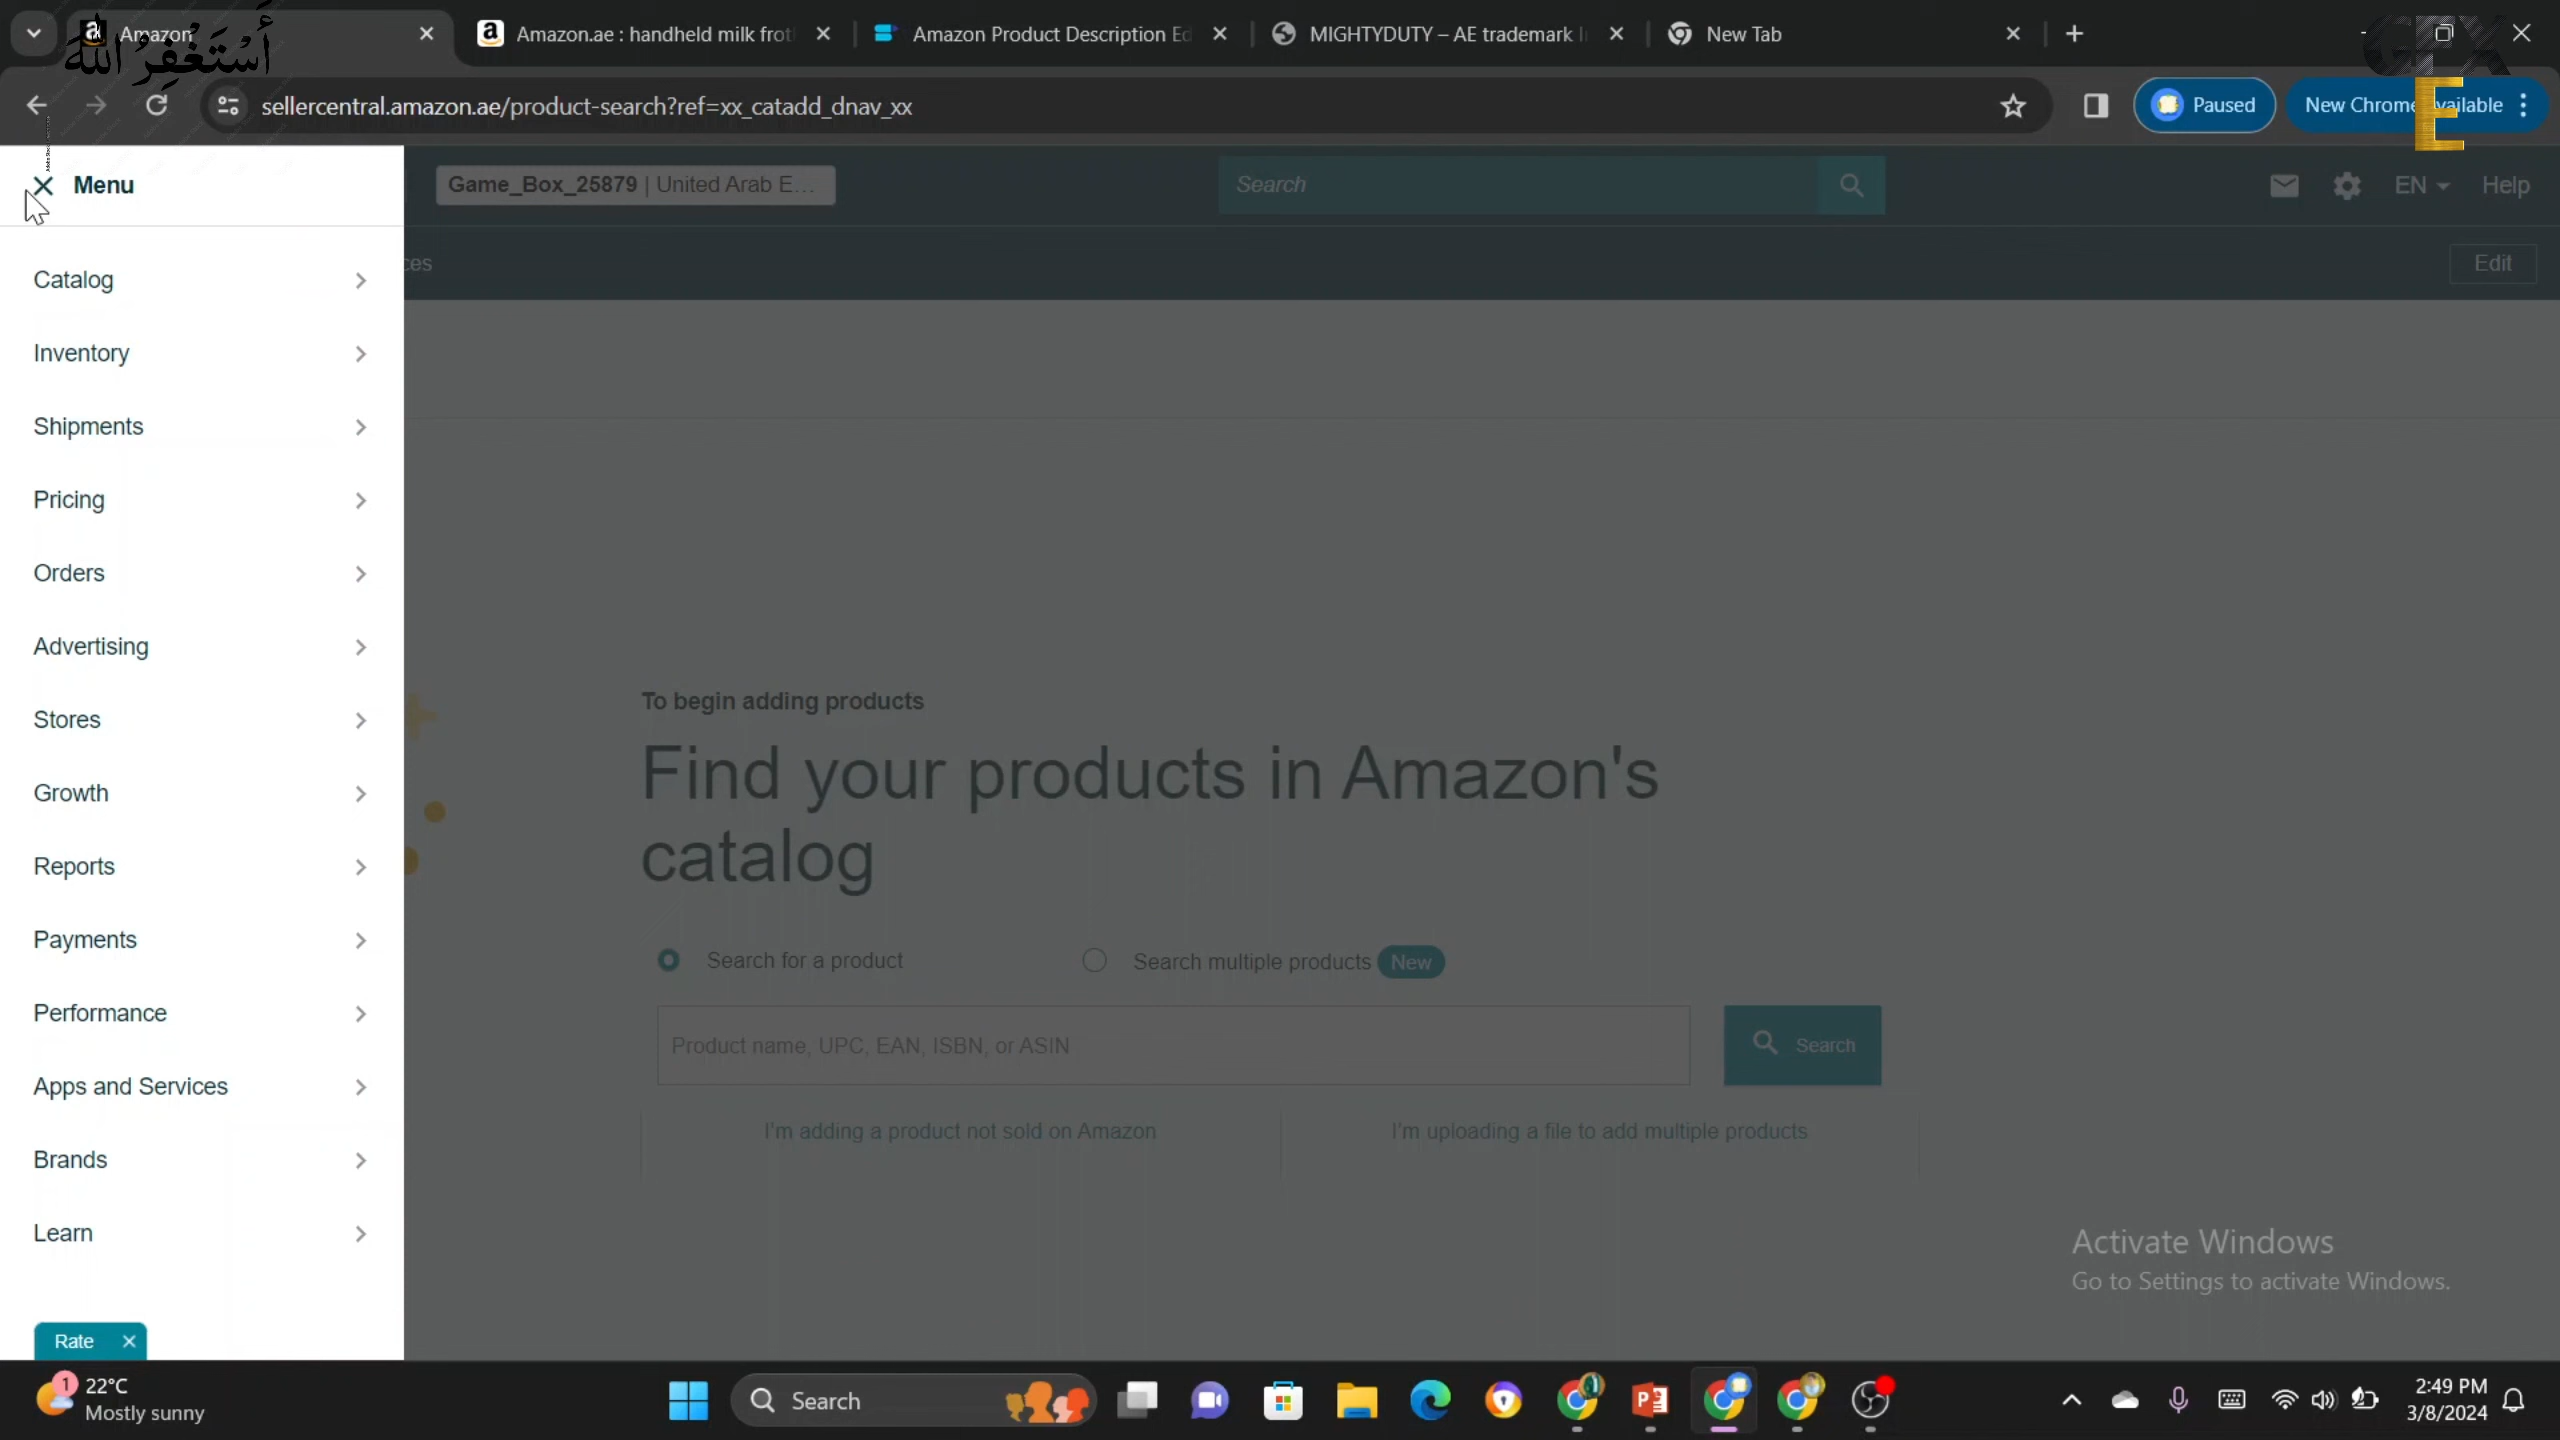 Amazon
Amazon.ae : handheld milk frot
Amazon Product Description Ed
MIGHTYDUTY – AE trademark I
New Tab
أَسْتَغْفِرُ اللَّهَ
sellercentral.amazon.ae/product-search?ref=xx_catadd_dnav_xx
Paused
New Chrome available
E
Menu
Game_Box_25879 | United Arab E...
Search
EN
Help
ces
Edit
Catalog
Inventory
Shipments
Pricing
Orders
Advertising
Stores
Growth
Reports
Payments
Performance
Apps and Services
Brands
Learn
Rate
To begin adding products
Find your products in Amazon's
catalog
Search for a product
Search multiple products New
Product name, UPC, EAN, ISBN, or ASIN
Search
I'm adding a product not sold on Amazon
I'm uploading a file to add multiple products
Activate Windows
Go to Settings to activate Windows.
1
22°C
Mostly sunny
Search
2:49 PM
3/8/2024